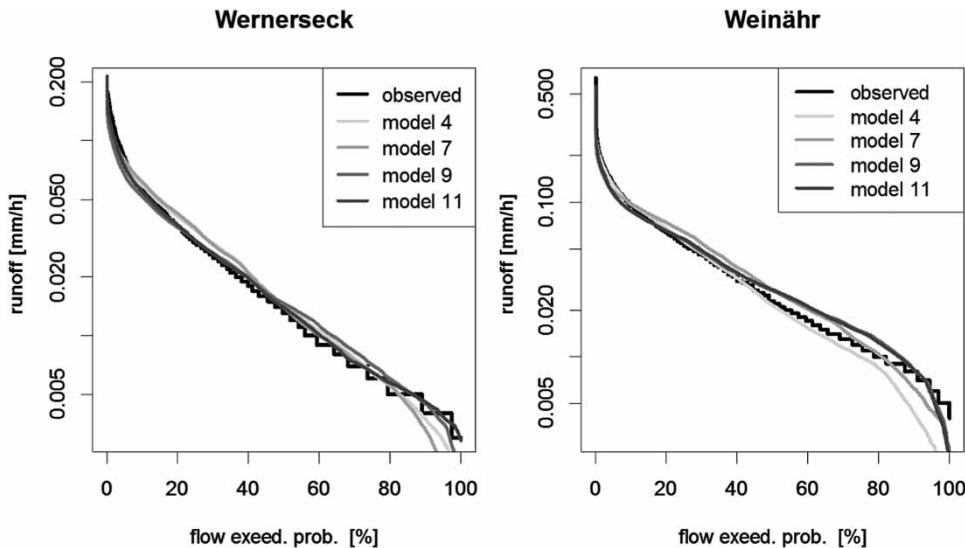 Wernerseck
runoff [mm/h]
0.200
0.050
0.020
0.005
observed
model 4
model 7
model 9
model 11
0 20 40 60 80 100
flow exeed. prob. [%]
Weinähr
runoff [mm/h]
0.500
0.100
0.020
0.005
observed
model 4
model 7
model 9
model 11
0 20 40 60 80 100
flow exeed. prob. [%]